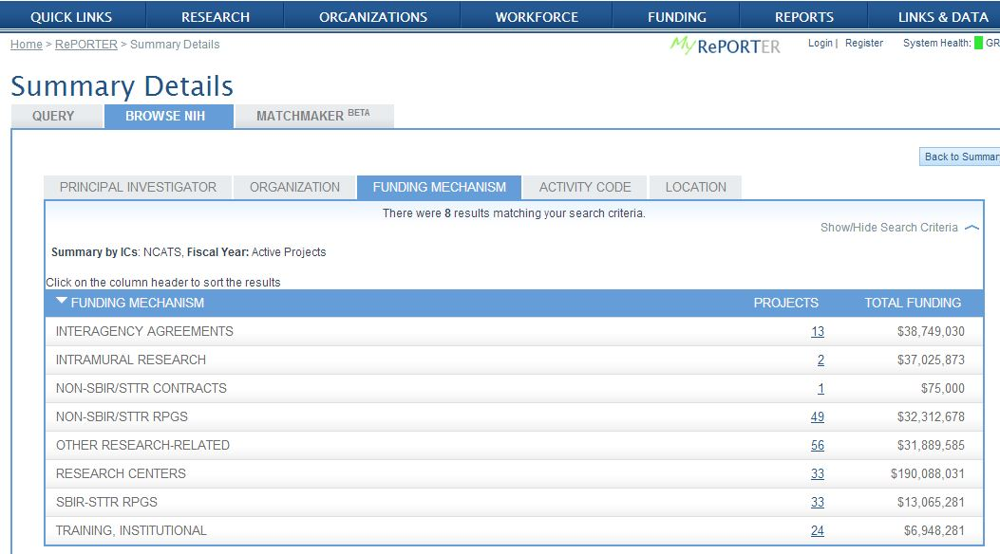 QUICK LINKS RESEARCH ORGANIZATIONS WORKFORCE FUNDING REPORTS LINKS & DATA
Home > RePORTER > Summary Details My RePORTER Login | Register System Health: GR
Summary Details
QUERY BROWSE NIH MATCHMAKER BETA
Back to Summar
PRINCIPAL INVESTIGATOR ORGANIZATION FUNDING MECHANISM ACTIVITY CODE LOCATION
There were 8 results matching your search criteria.
Show/Hide Search Criteria
Summary by ICs: NCATS, Fiscal Year: Active Projects
Click on the column header to sort the results
FUNDING MECHANISM PROJECTS TOTAL FUNDING
INTERAGENCY AGREEMENTS 13 $38,749,030
INTRAMURAL RESEARCH 2 $37,025,873
NON-SBIR/STTR CONTRACTS 1 $75,000
NON-SBIR/STTR RPGS 49 $32,312,678
OTHER RESEARCH-RELATED 56 $31,889,585
RESEARCH CENTERS 33 $190,088,031
SBIR-STTR RPGS 33 $13,065,281
TRAINING, INSTITUTIONAL 24 $6,948,281